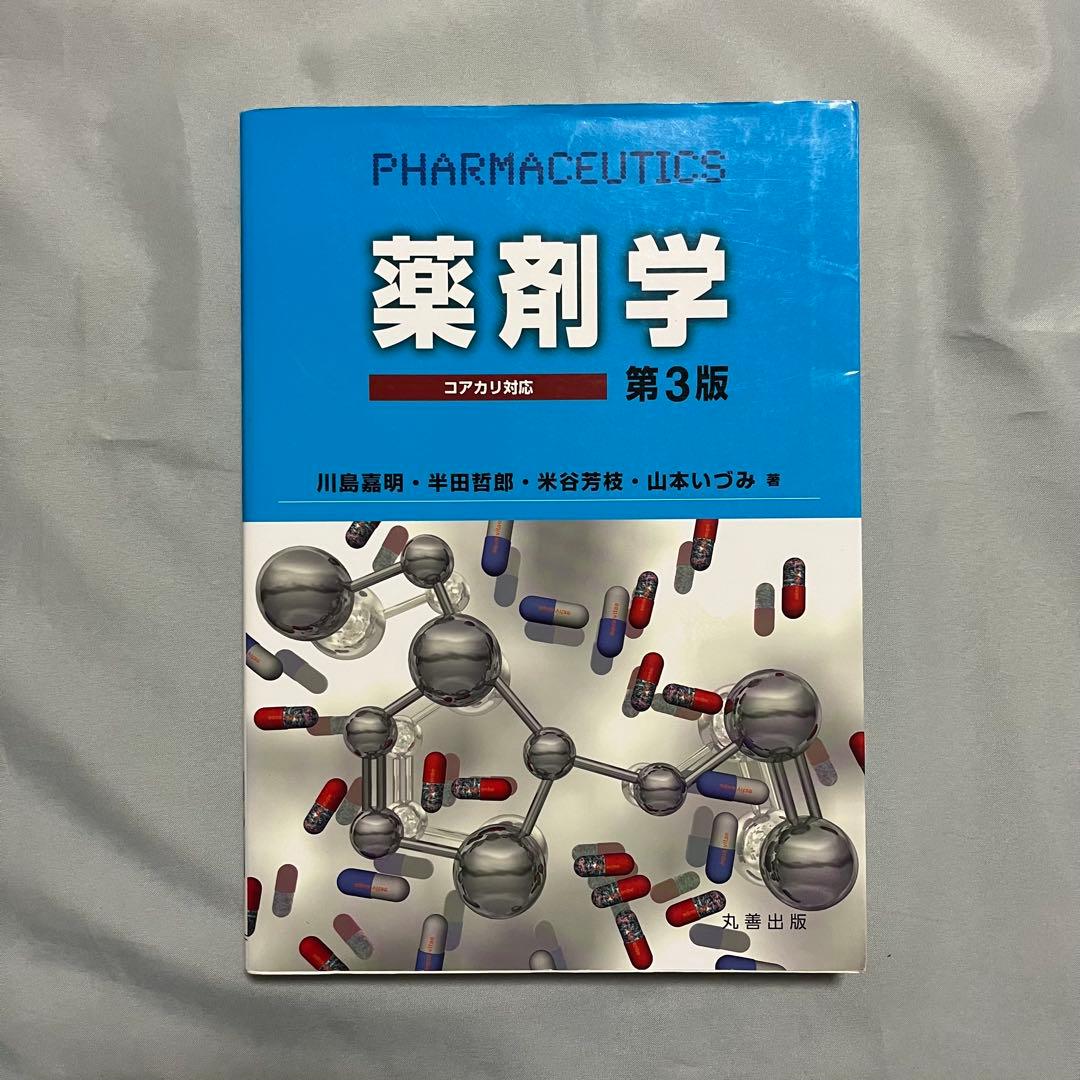 PHARMACEUTICS
薬剤学
コアカリ対応 第3版
川島嘉明・半田哲郎・米谷芳枝・山本いづみ 著
丸善出版